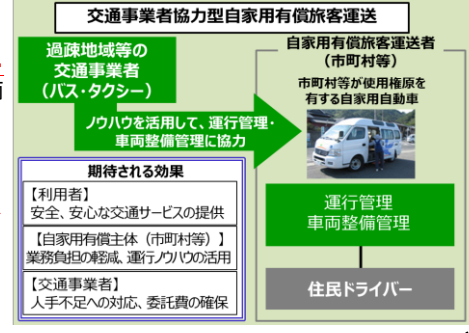 交通事業者協力型自家用有償旅客運送
過疎地域等の
交通事業者
(バス・タクシー)
ノウハウを活用して、運行管理・
車両整備管理に協力
期待される効果
【利用者】
安全、安心な交通サービスの提供
【自家用有償主体(市町村等)】
業務負担の軽減、運行ノウハウの活用
【交通事業者】
人手不足への対応、委託費の確保
自家用有償旅客運送者
(市町村等)
市町村等が使用権原を
有する自家用自動車
運行管理
車両整備管理
住民ドライバー